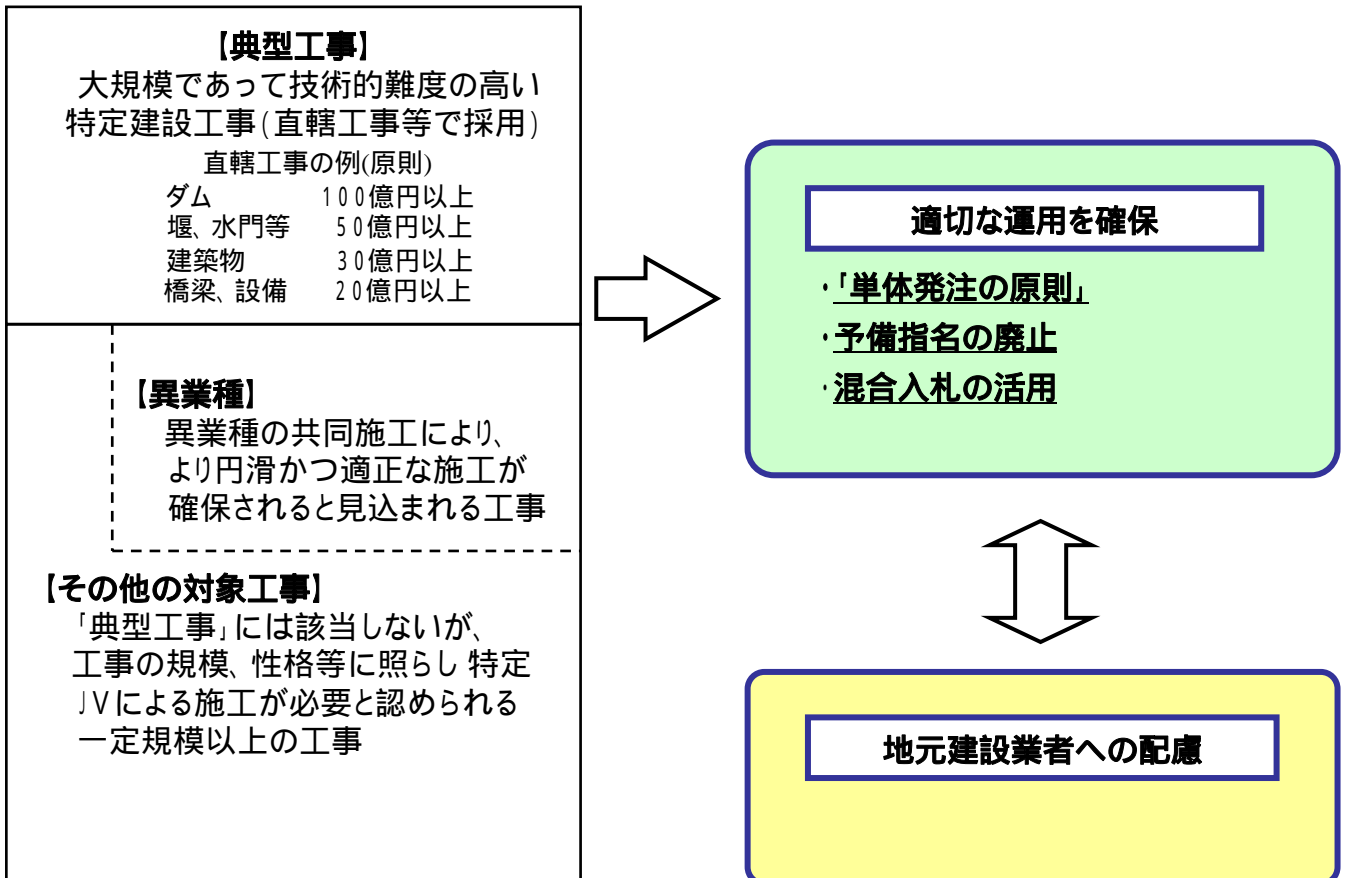 【典型工事】
大規模であって技術的難度の高い
特定建設工事(直轄工事等で採用)
直轄工事の例(原則)
ダム 100億円以上
堰、水門等 50億円以上
建築物 30億円以上
橋梁、設備 20億円以上
【異業種】
異業種の共同施工により、
より円滑かつ適正な施工が
確保されると見込まれる工事
【その他の対象工事】
「典型工事」には該当しないが、
工事の規模、性格等に照らし特定
JVによる施工が必要と認められる
一定規模以上の工事
適切な運用を確保
・「単体発注の原則」
・予備指名の廃止
・混合入札の活用
地元建設業者への配慮